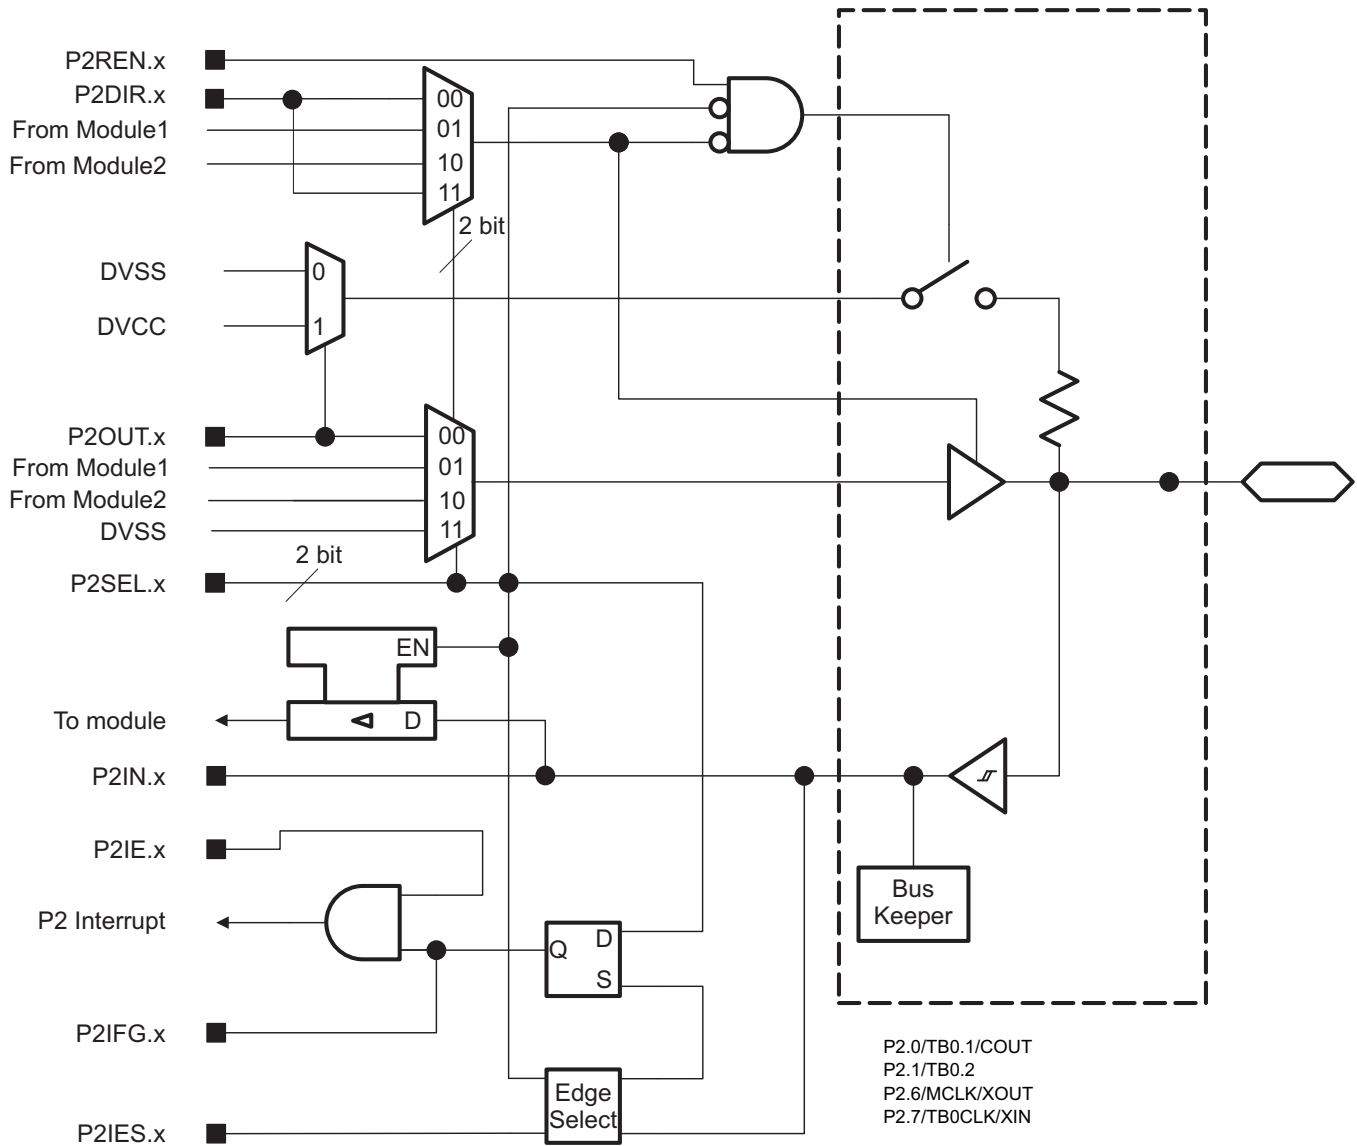 P2REN.x
P2DIR.x
From Module1
From Module2
00
01
10
11
2 bit
DVSS
DVCC
0
1
P2OUT.x
From Module1
From Module2
DVSS
00
01
10
11
2 bit
P2SEL.x
EN
D
To module
P2IN.x
P2IE.x
P2 Interrupt
Q
D
S
Bus
Keeper
P2IFG.x
Edge
Select
P2IES.x
P2.0/TB0.1/COUT
P2.1/TB0.2
P2.6/MCLK/XOUT
P2.7/TB0CLK/XIN